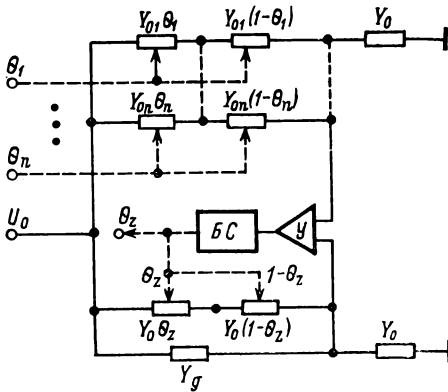 Y₀₁θ₁ Y₀₁(1-θ₁) Y₀
θ₁
Y₀ₙθₙ Y₀ₙ(1-θₙ)
θₙ
U₀ θz БС У
θz 1-θz
Y₀θz Y₀(1-θz) Y₀
Y_g